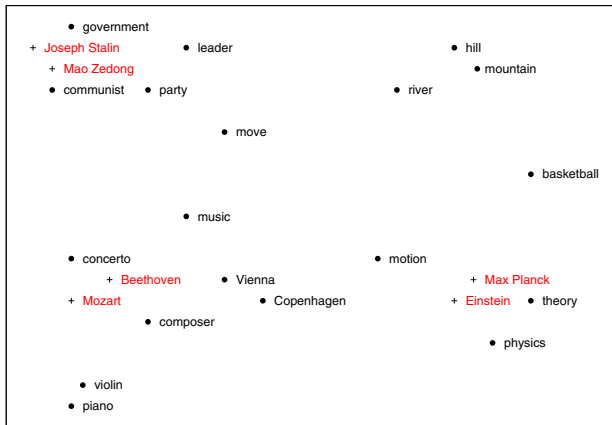 government
Joseph Stalin
leader
hill
Mao Zedong
mountain
communist
party
river
move
basketball
music
concerto
motion
Beethoven
Vienna
Max Planck
Mozart
Copenhagen
Einstein
theory
composer
physics
violin
piano